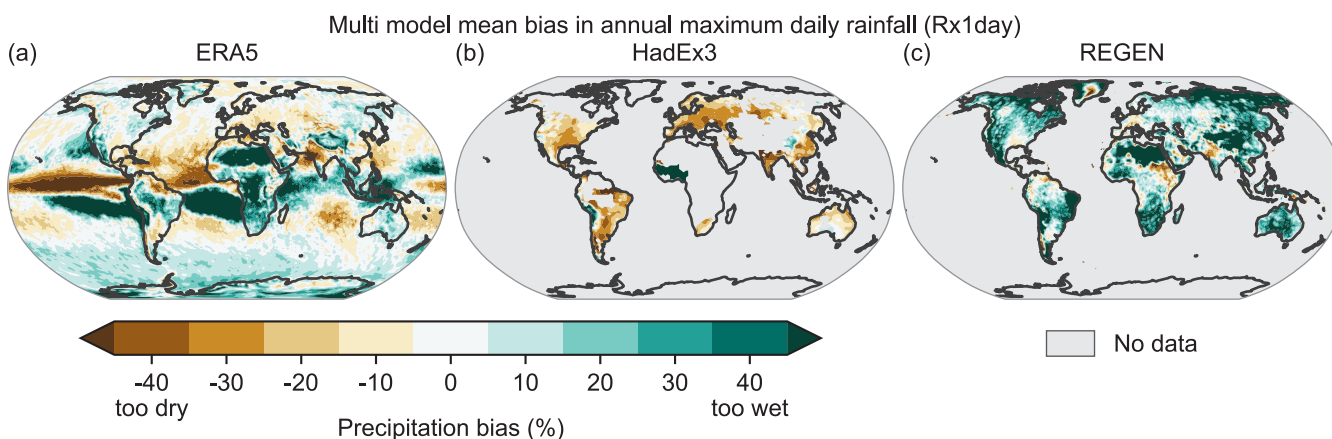 Multi model mean bias in annual maximum daily rainfall (Rx1day)
(a) ERA5
(b) HadEx3
(c) REGEN
-40 -30 -20 -10 0 10 20 30 40
too dry too wet
Precipitation bias (%)
No data